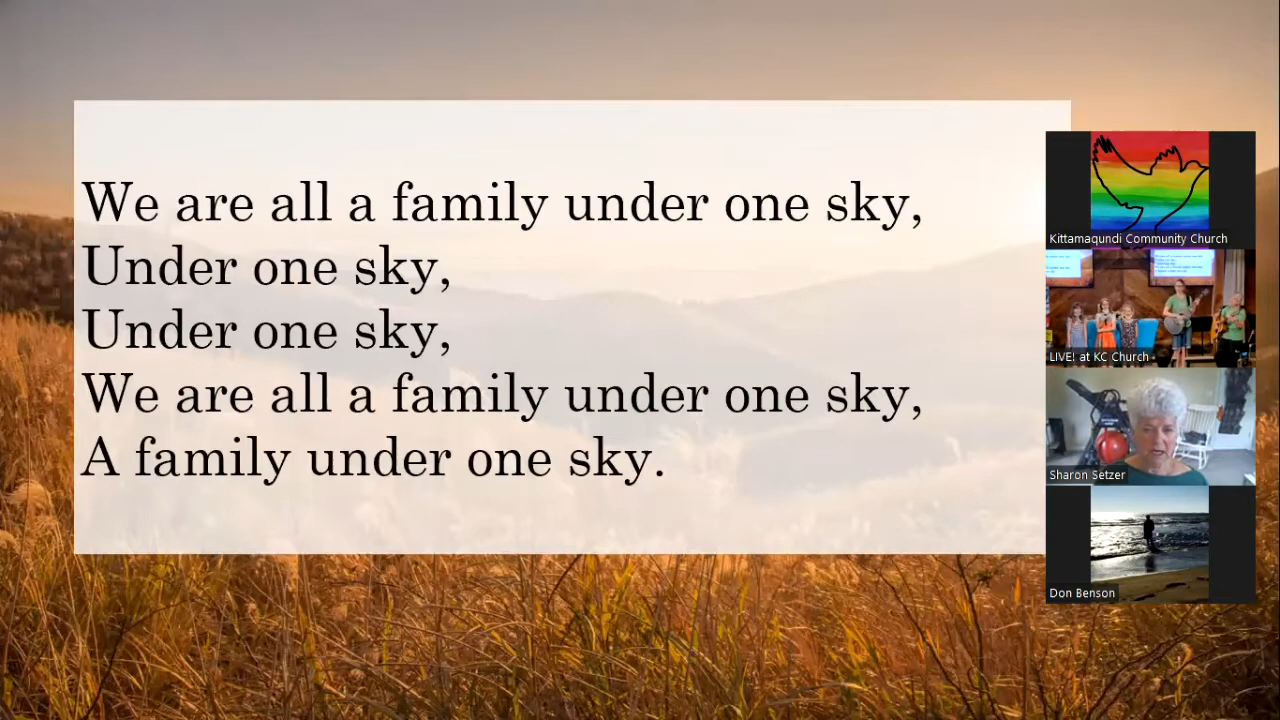 We are all a family under one sky,
Under one sky,
Under one sky,
We are all a family under one sky,
A family under one sky.
Kittamaqundi Community Church
LIVE! at KC Church
Sharon Setzer
Don Benson